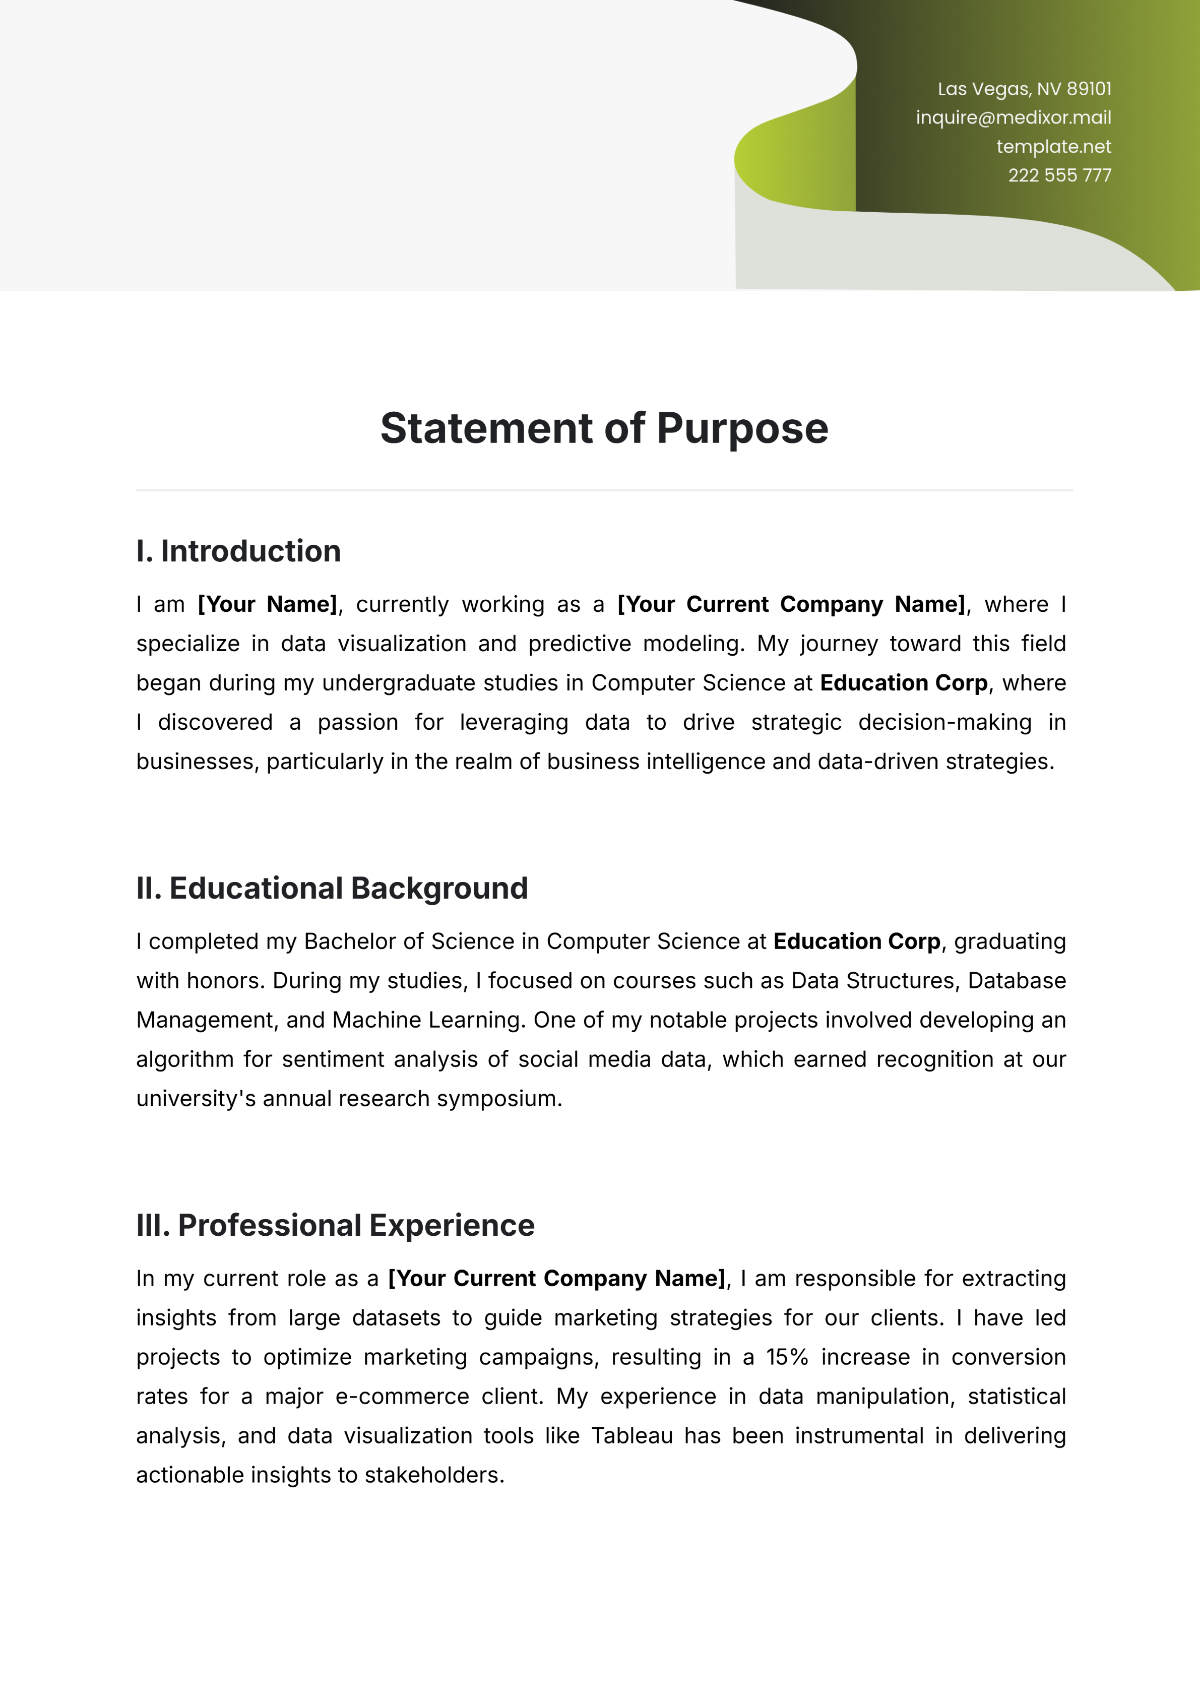 Las Vegas, NV 89101
inquire@medixor.mail
template.net
222 555 777
Statement of Purpose
I. Introduction
I am [Your Name], currently working as a [Your Current Company Name], where I
specialize in data visualization and predictive modeling. My journey toward this field
began during my undergraduate studies in Computer Science at Education Corp, where
I discovered a passion for leveraging data to drive strategic decision-making in
businesses, particularly in the realm of business intelligence and data-driven strategies.
II. Educational Background
I completed my Bachelor of Science in Computer Science at Education Corp, graduating
with honors. During my studies, I focused on courses such as Data Structures, Database
Management, and Machine Learning. One of my notable projects involved developing an
algorithm for sentiment analysis of social media data, which earned recognition at our
university's annual research symposium.
III. Professional Experience
In my current role as a [Your Current Company Name], I am responsible for extracting
insights from large datasets to guide marketing strategies for our clients. I have led
projects to optimize marketing campaigns, resulting in a 15% increase in conversion
rates for a major e-commerce client. My experience in data manipulation, statistical
analysis, and data visualization tools like Tableau has been instrumental in delivering
actionable insights to stakeholders.